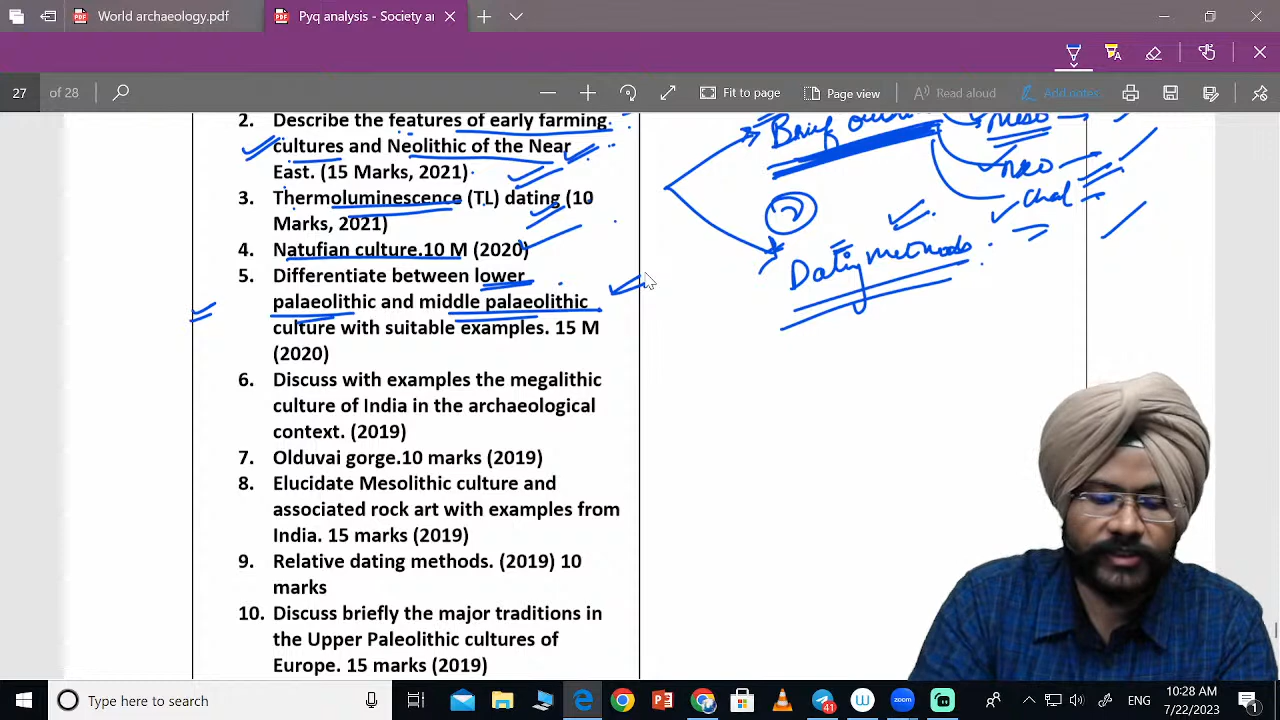 World archaeology.pdf
Pyq analysis - Society a
27 of 28
Fit to page
Page view
Read aloud
Add notes
2. Describe the features of early farming
cultures and Neolithic of the Near
East. (15 Marks, 2021)
3. Thermoluminescence (TL) dating (10
Marks, 2021)
4. Natufian culture.10 M (2020)
5. Differentiate between lower
palaeolithic and middle palaeolithic
culture with suitable examples. 15 M
(2020)
6. Discuss with examples the megalithic
culture of India in the archaeological
context. (2019)
7. Olduvai gorge.10 marks (2019)
8. Elucidate Mesolithic culture and
associated rock art with examples from
India. 15 marks (2019)
9. Relative dating methods. (2019) 10
marks
10. Discuss briefly the major traditions in
the Upper Paleolithic cultures of
Europe. 15 marks (2019)
Brief
Meso
Neo
Chal
2
Dating methods
Type here to search
41
W
zoom
ENG
10:28 AM
7/22/2023
1